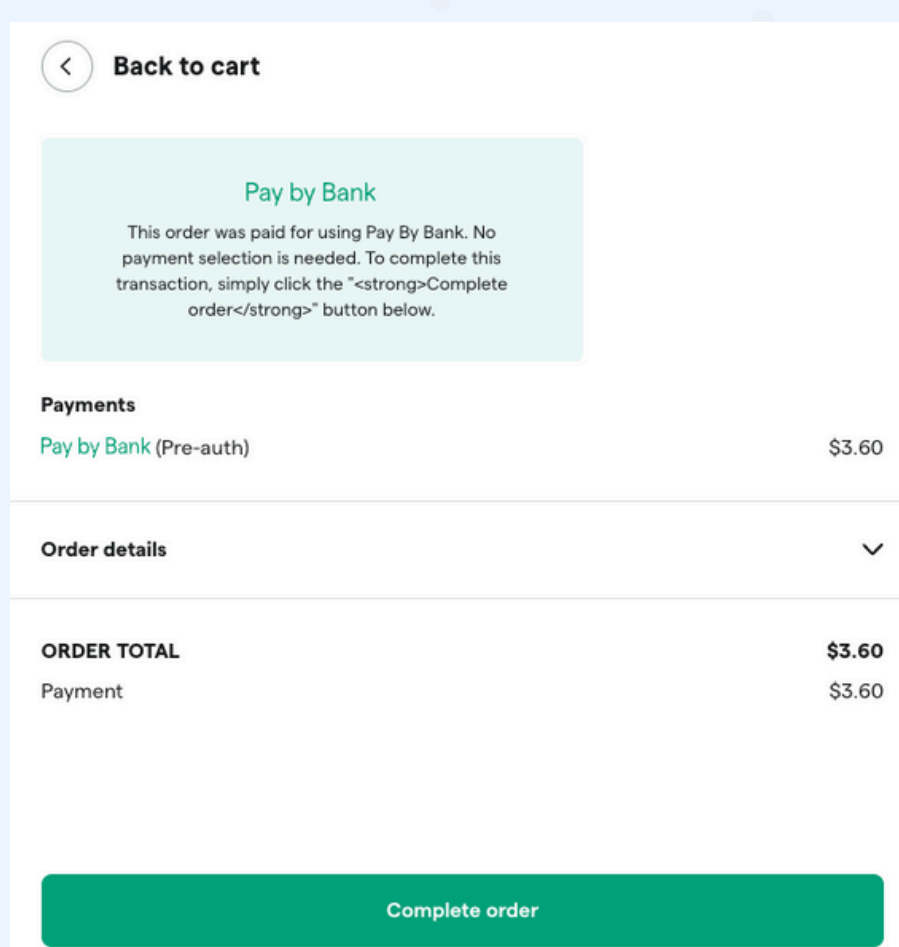 Back to cart
Pay by Bank
This order was paid for using Pay By Bank. No
payment selection is needed. To complete this
transaction, simply click the "<strong>Complete
order</strong>" button below.
Payments
Pay by Bank (Pre-auth) $3.60
Order details
ORDER TOTAL $3.60
Payment $3.60
Complete order